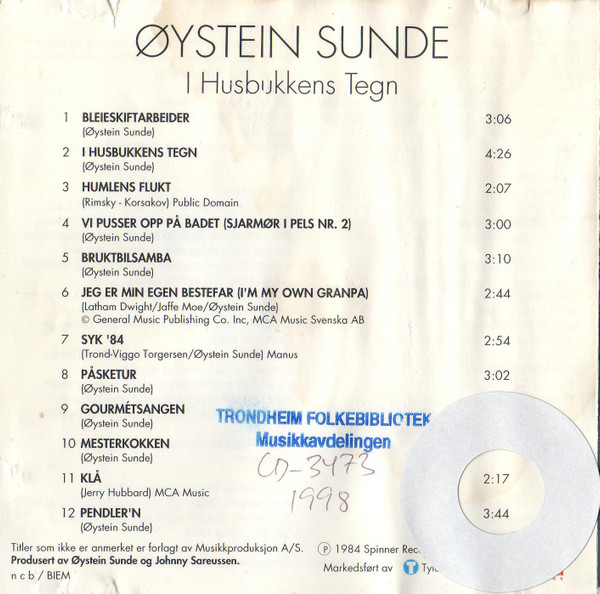 ØYSTEIN SUNDE
I Husbukkens Tegn
1 BLEIESKIFTARBEIDER 3:06
(Øystein Sunde)
2 I HUSBUKKENS TEGN 4:26
(Øystein Sunde)
3 HUMLENS FLUKT 2:07
(Rimsky - Korsakov) Public Domain
4 VI PUSSER OPP PÅ BADET (SJARMØR I PELS NR. 2) 3:00
(Øystein Sunde)
5 BRUKTBILSAMBA 3:10
(Øystein Sunde)
6 JEG ER MIN EGEN BESTEFAR (I'M MY OWN GRANPA) 2:44
(Latham Dwight/Jaffe Moe/Øystein Sunde)
© General Music Publishing Co. Inc, MCA Music Svenska AB
7 SYK '84 2:54
(Trond-Viggo Torgersen/Øystein Sunde) Manus
8 PÅSKETUR 3:02
(Øystein Sunde)
9 GOURMÉTSANGEN
(Øystein Sunde)
10 MESTERKOKKEN
(Øystein Sunde)
11 KLÅ 2:17
(Jerry Hubbard) MCA Music
12 PENDLER'N 3:44
(Øystein Sunde)
TRONDHEIM FOLKEBIBLIOTEK
Musikkavdelingen
CD-3473
1998
Titler som ikke er anmerket er forlagt av Musikkproduksjon A/S.
Produsert av Øystein Sunde og Johnny Sareussen.
n c b / BIEM
℗ 1984 Spinner
Markedsført av